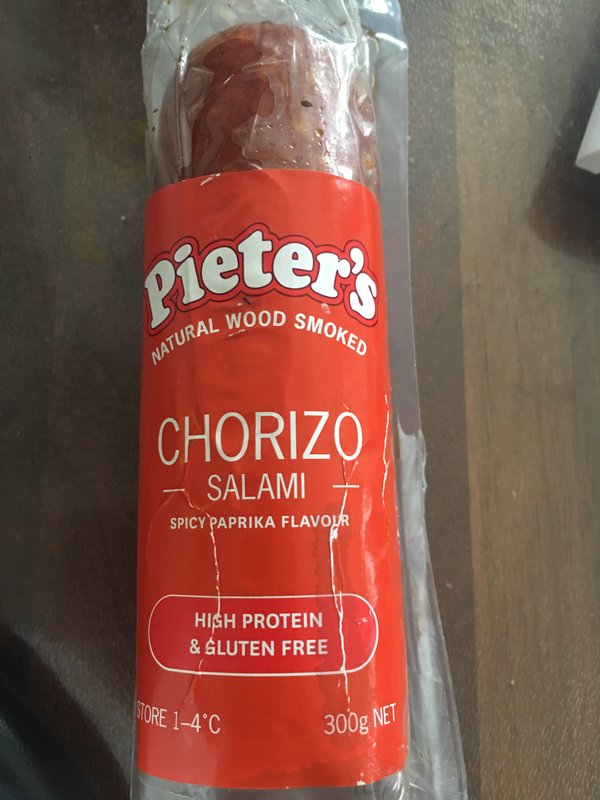 Pieter's
NATURAL WOOD SMOKED
CHORIZO
SALAMI
SPICY PAPRIKA FLAVOUR
HIGH PROTEIN
& GLUTEN FREE
STORE 1–4°C 300g NET